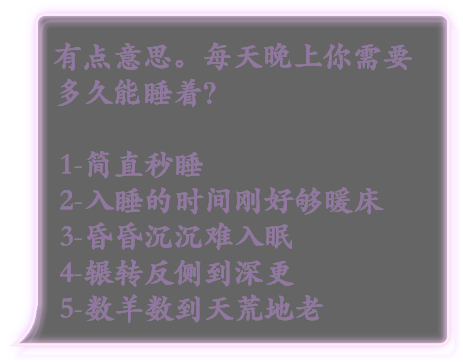 有点意思。每天晚上你需要
多久能睡着?
1-简直秒睡
2-入睡的时间刚好够暖床
3-昏昏沉沉难入眠
4-辗转反侧到深更
5-数羊数到天荒地老